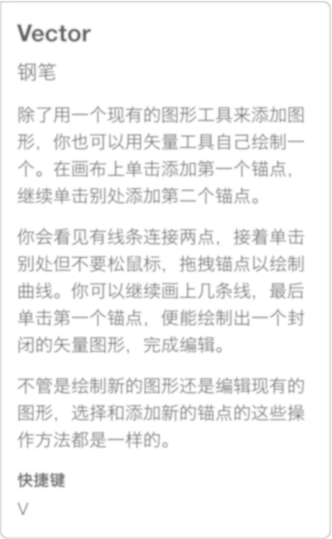 Vector
钢笔
除了用一个现有的图形工具来添加图
形，你也可以用矢量工具自己绘制一
个。在画布上单击添加第一个锚点，
继续单击别处添加第二个锚点。
你会看见有线条连接两点，接着单击
别处但不要松鼠标，拖拽锚点以绘制
曲线。你可以继续画上几条线，最后
单击第一个锚点，便能绘制出一个封
闭的矢量图形，完成编辑。
不管是绘制新的图形还是编辑现有的
图形，选择和添加新的锚点的这些操
作方法都是一样的。
快捷键
V